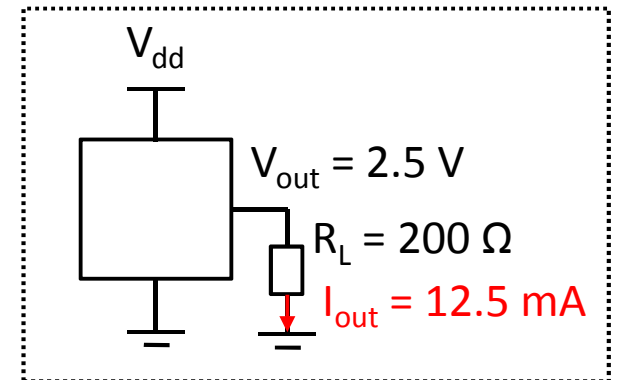 Vdd
Vout = 2.5 V
RL = 200 Ω
Iout = 12.5 mA